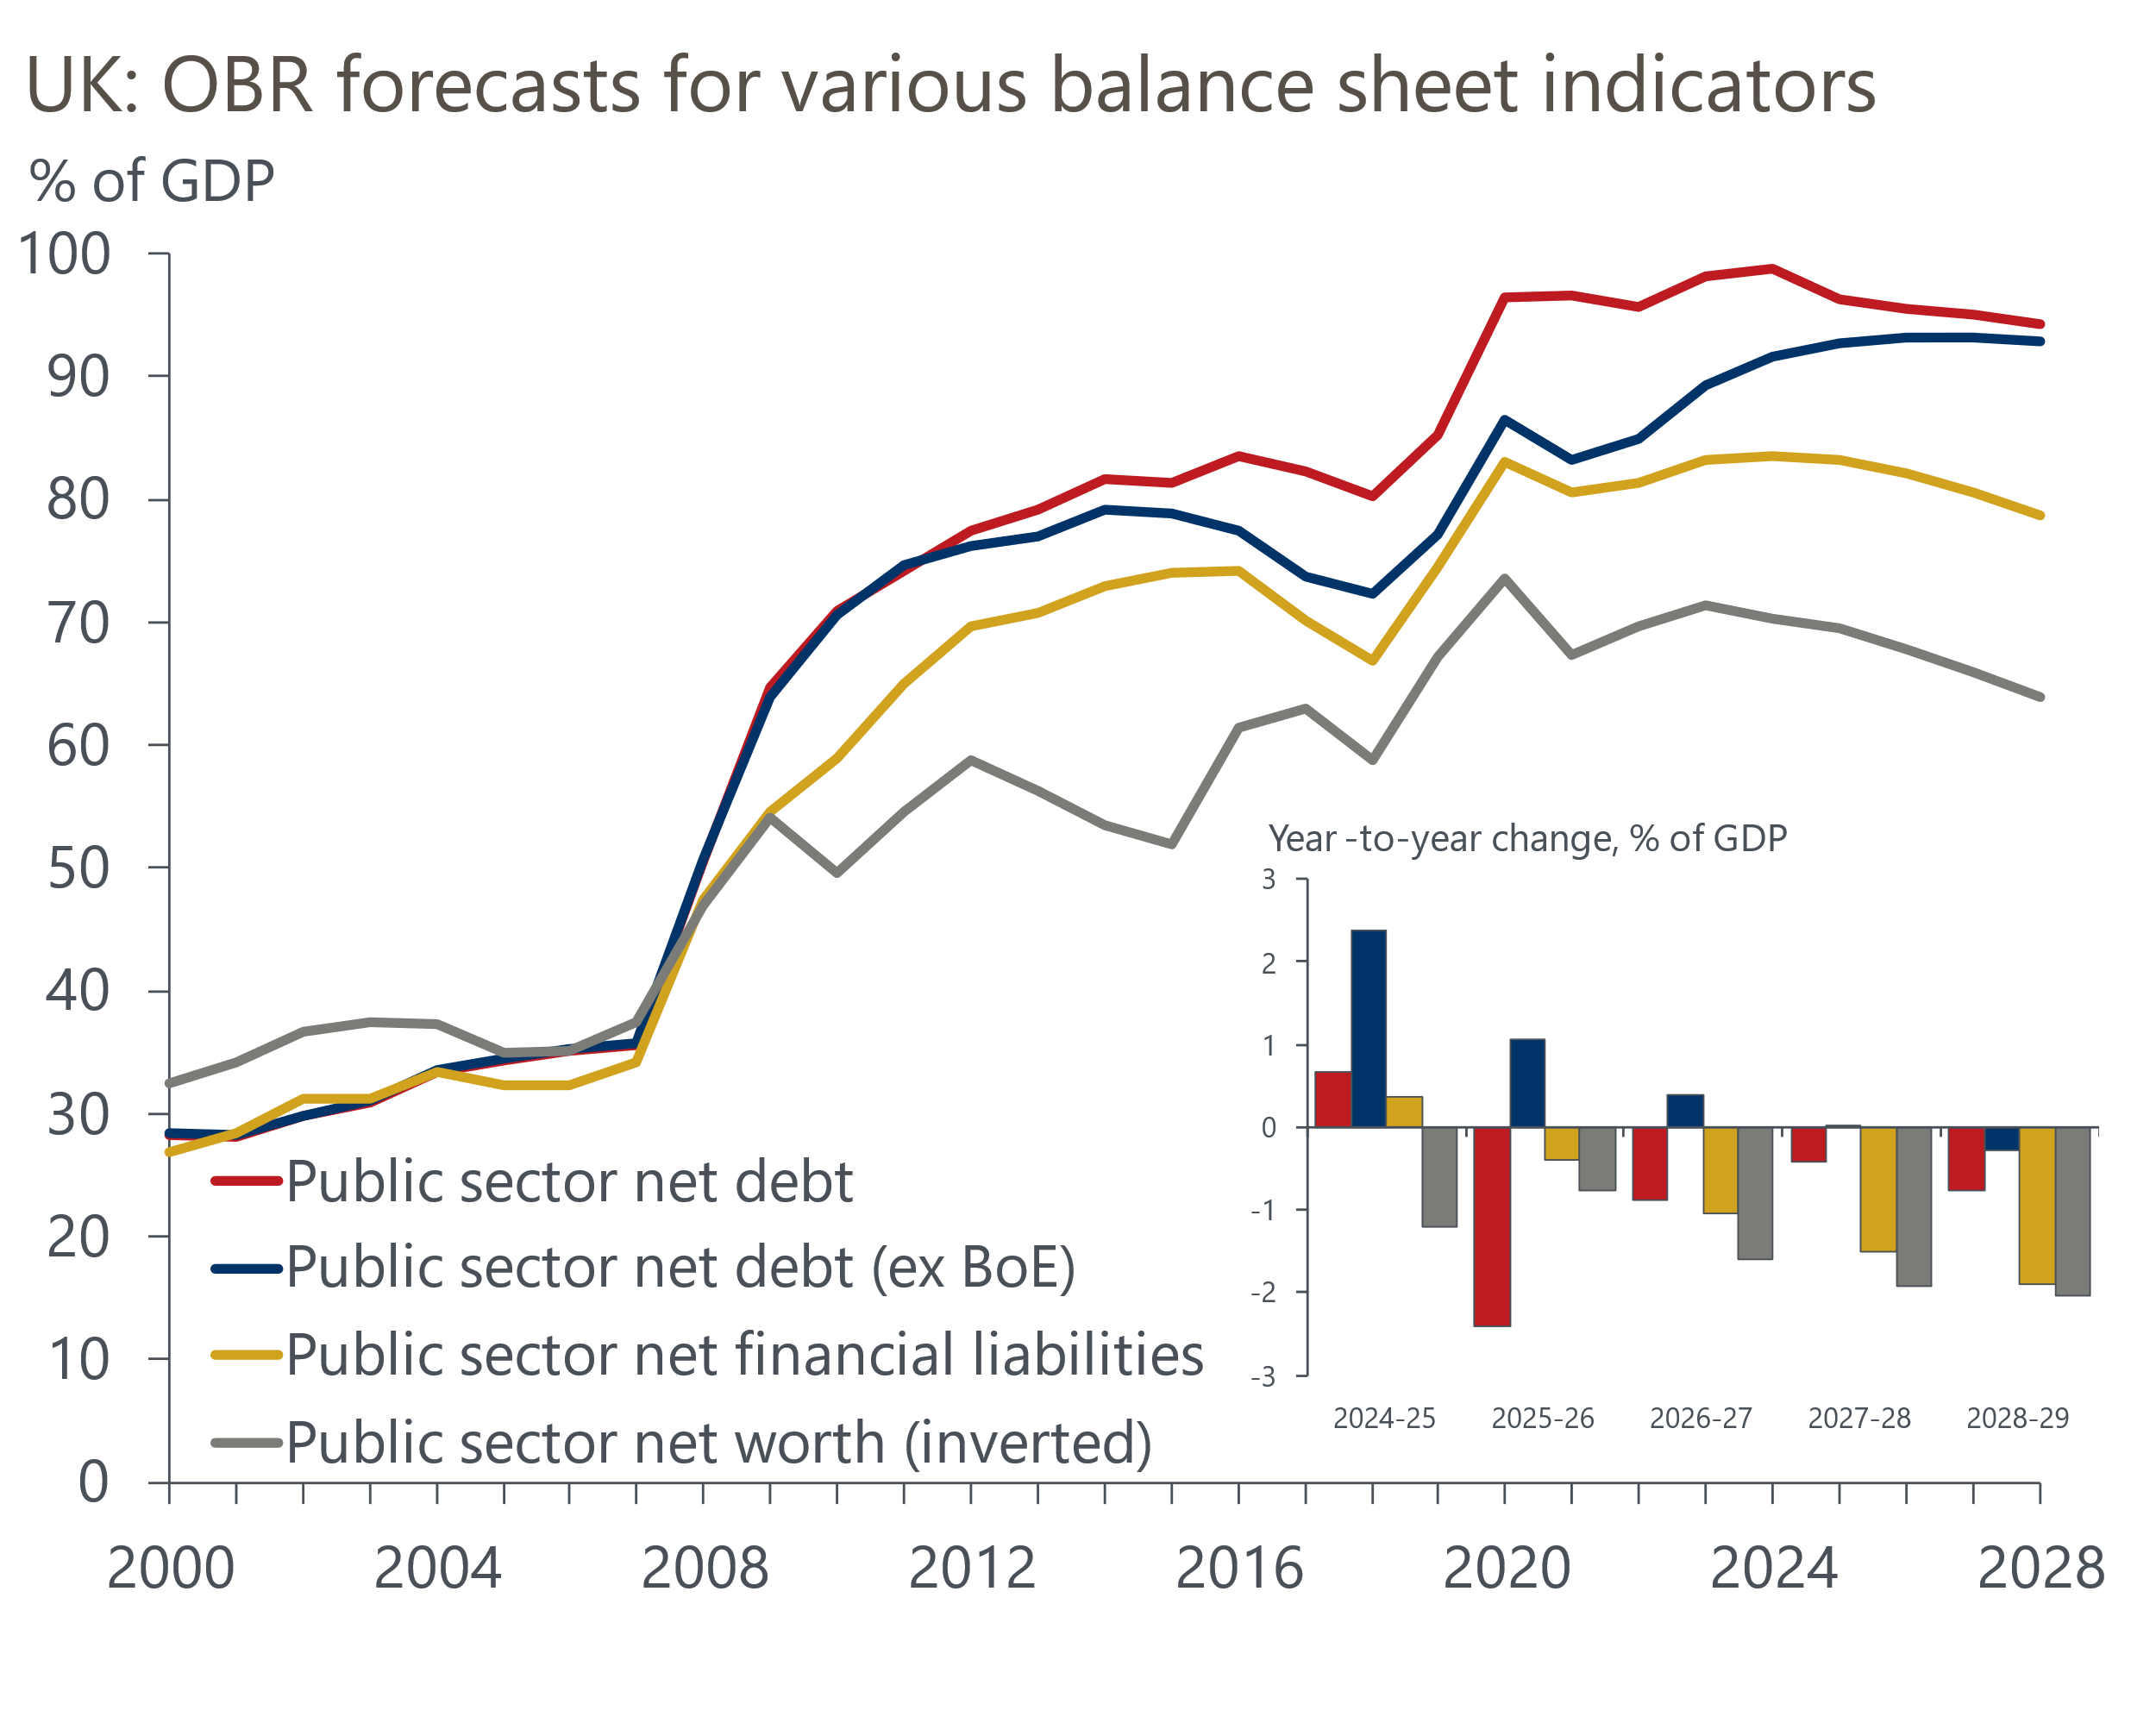 UK: OBR forecasts for various balance sheet indicators
% of GDP
100
90
80
70
60
50
40
30
20
10
0
Public sector net debt
Public sector net debt (ex BoE)
Public sector net financial liabilities
Public sector net worth (inverted)
Year -to-year change, % of GDP
3
2
1
0
-1
-2
-3
2024-25 2025-26 2026-27 2027-28 2028-29
2000 2004 2008 2012 2016 2020 2024 2028